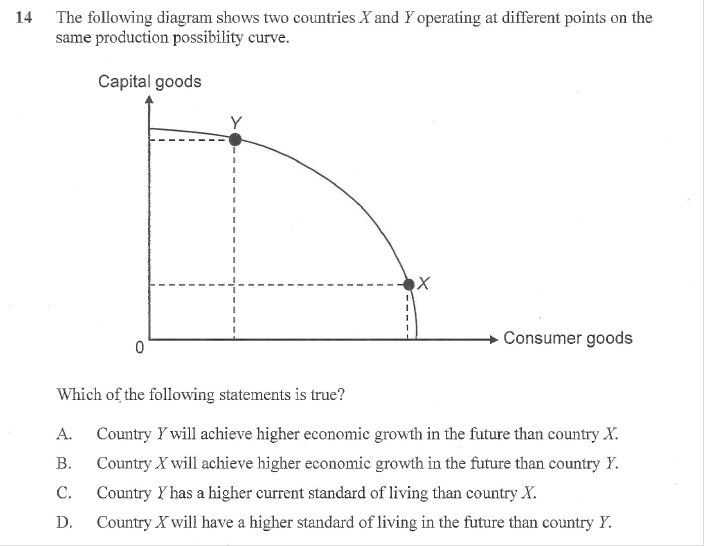 14 The following diagram shows two countries X and Y operating at different points on the
same production possibility curve.
Capital goods
Y
X
Consumer goods
0
Which of the following statements is true?
A. Country Y will achieve higher economic growth in the future than country X.
B. Country X will achieve higher economic growth in the future than country Y.
C. Country Y has a higher current standard of living than country X.
D. Country X will have a higher standard of living in the future than country Y.